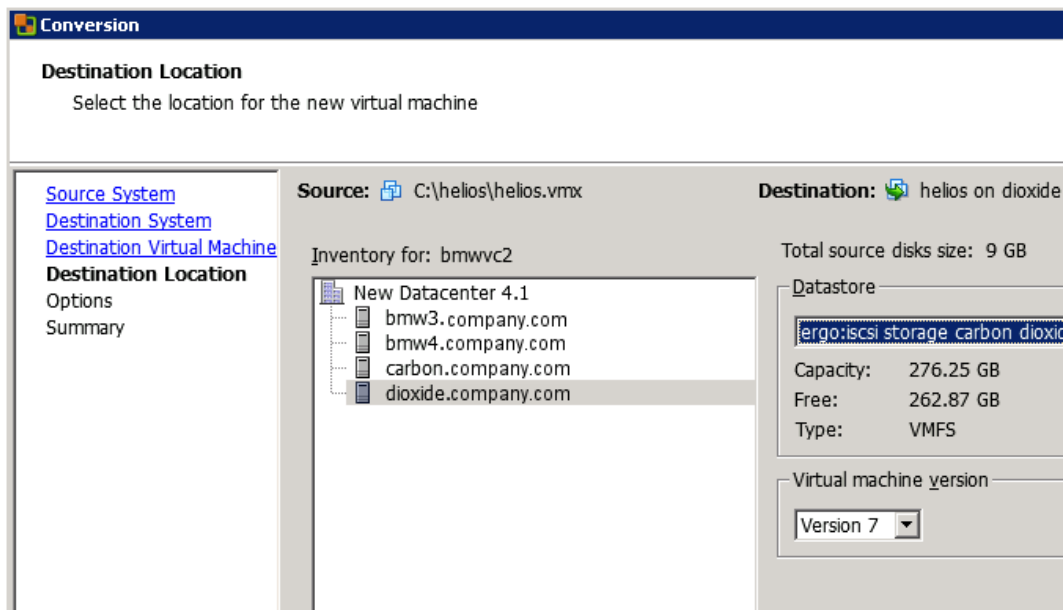 Conversion
Destination Location
Select the location for the new virtual machine
Source System
Destination System
Destination Virtual Machine
Destination Location
Options
Summary
Source: C:\helios\helios.vmx
Destination: helios on dioxide
Inventory for: bmwvc2
New Datacenter 4.1
bmw3.company.com
bmw4.company.com
carbon.company.com
dioxide.company.com
Total source disks size: 9 GB
Datastore
ergo:iscsi storage carbon
Capacity: 276.25 GB
Free: 262.87 GB
Type: VMFS
Virtual machine version
Version 7